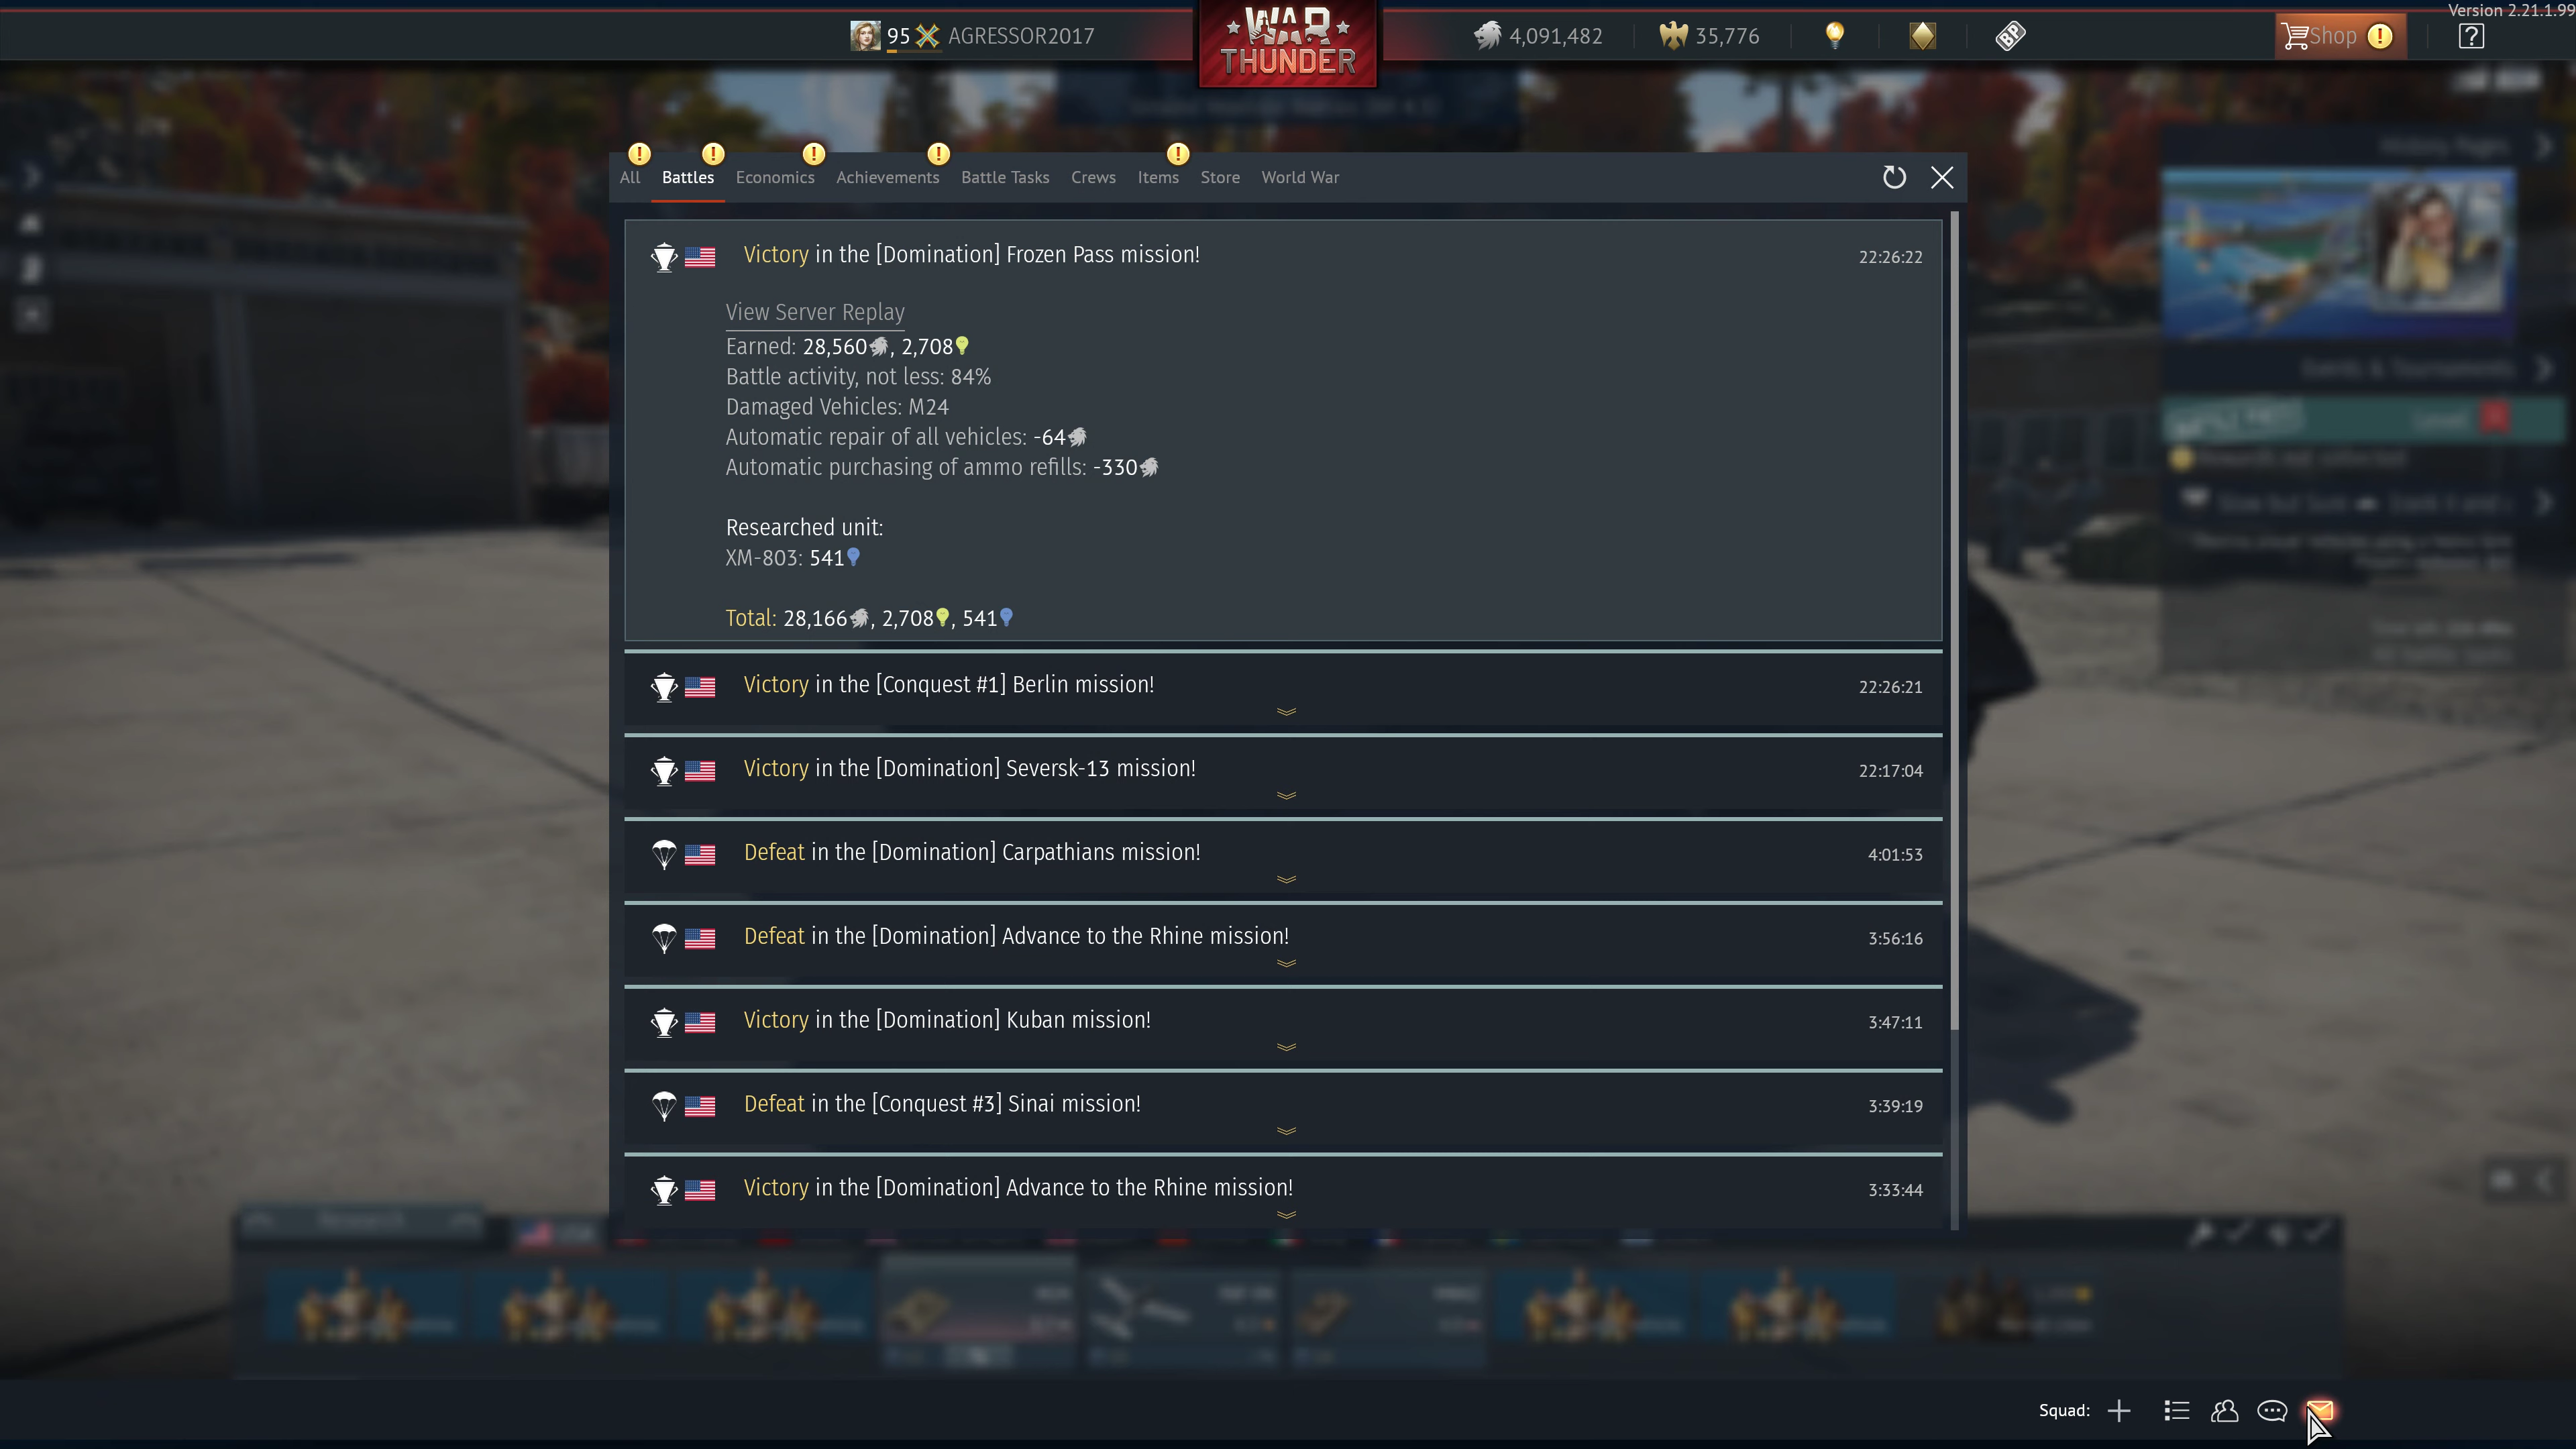 Version 2.21.1.99
95 AGRESSOR2017
WAR THUNDER
4,091,482
35,776
BP
Shop
?
All Battles Economics Achievements Battle Tasks Crews Items Store World War
Victory in the [Domination] Frozen Pass mission! 22:26:22
View Server Replay
Earned: 28,560, 2,708
Battle activity, not less: 84%
Damaged Vehicles: M24
Automatic repair of all vehicles: -64
Automatic purchasing of ammo refills: -330
Researched unit:
XM-803: 541
Total: 28,166, 2,708, 541
Victory in the [Conquest #1] Berlin mission! 22:26:21
Victory in the [Domination] Seversk-13 mission! 22:17:04
Defeat in the [Domination] Carpathians mission! 4:01:53
Defeat in the [Domination] Advance to the Rhine mission! 3:56:16
Victory in the [Domination] Kuban mission! 3:47:11
Defeat in the [Conquest #3] Sinai mission! 3:39:19
Victory in the [Domination] Advance to the Rhine mission! 3:33:44
History Pages
Events & Tournaments
Research
USA
Squad: